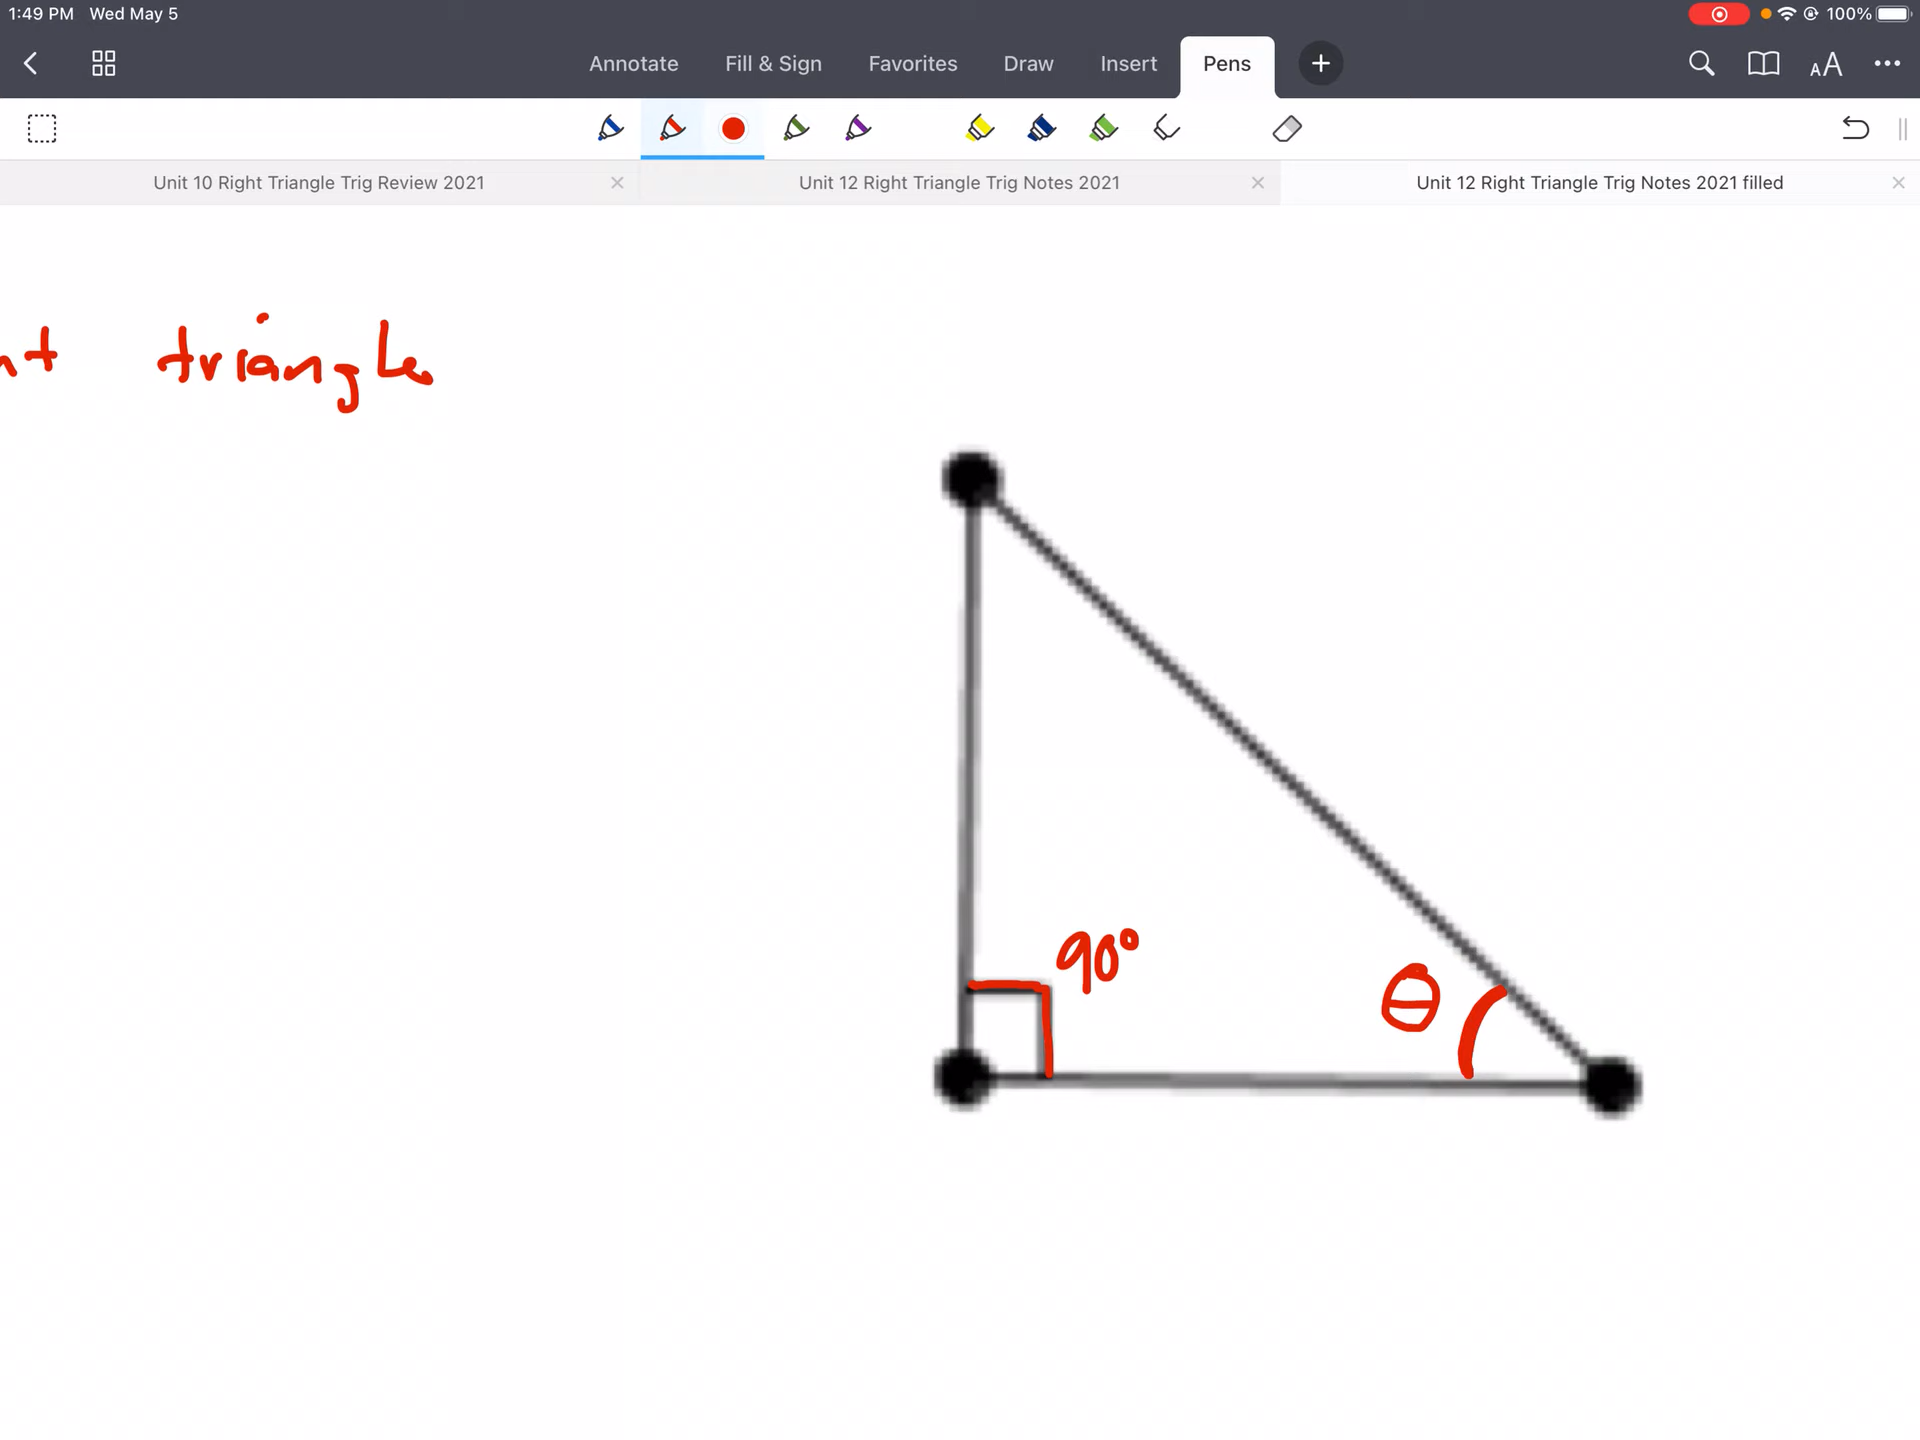 1:49 PM Wed May 5
100%
Annotate Fill & Sign Favorites Draw Insert Pens
AA
Unit 10 Right Triangle Trig Review 2021
Unit 12 Right Triangle Trig Notes 2021
Unit 12 Right Triangle Trig Notes 2021 filled
nt triangle
90°
θ